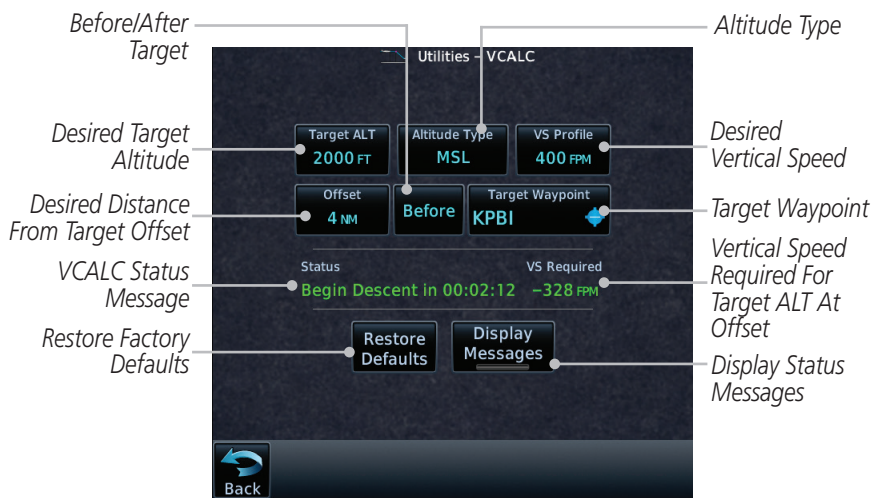 Before/After
Target
Altitude Type
Utilities – VCALC
Desired Target
Altitude
Target ALT
2000 FT
Altitude Type
MSL
VS Profile
400 FPM
Desired
Vertical Speed
Desired Distance
From Target Offset
Offset
4 NM
Before
Target Waypoint
KPBI
Target Waypoint
VCALC Status
Message
Status
Begin Descent in 00:02:12
VS Required
−328 FPM
Vertical Speed
Required For
Target ALT At
Offset
Restore Factory
Defaults
Restore
Defaults
Display
Messages
Display Status
Messages
Back